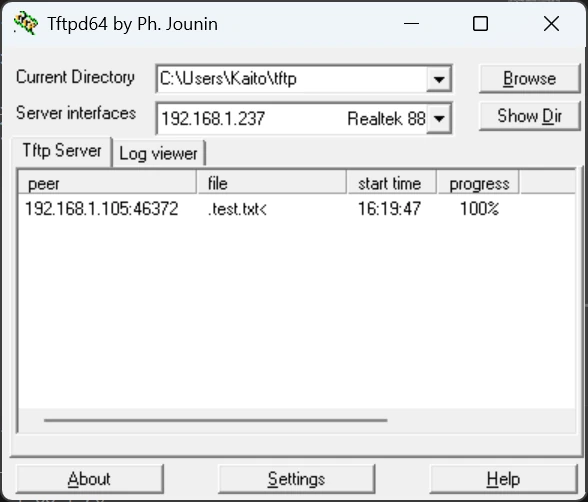 Tftpd64 by Ph. Jounin
Current Directory C:\Users\Kaito\tftp Browse
Server interfaces 192.168.1.237 Realtek 88 Show Dir
Tftp Server Log viewer
peer file start time progress
192.168.1.105:46372 .test.txt< 16:19:47 100%
About Settings Help